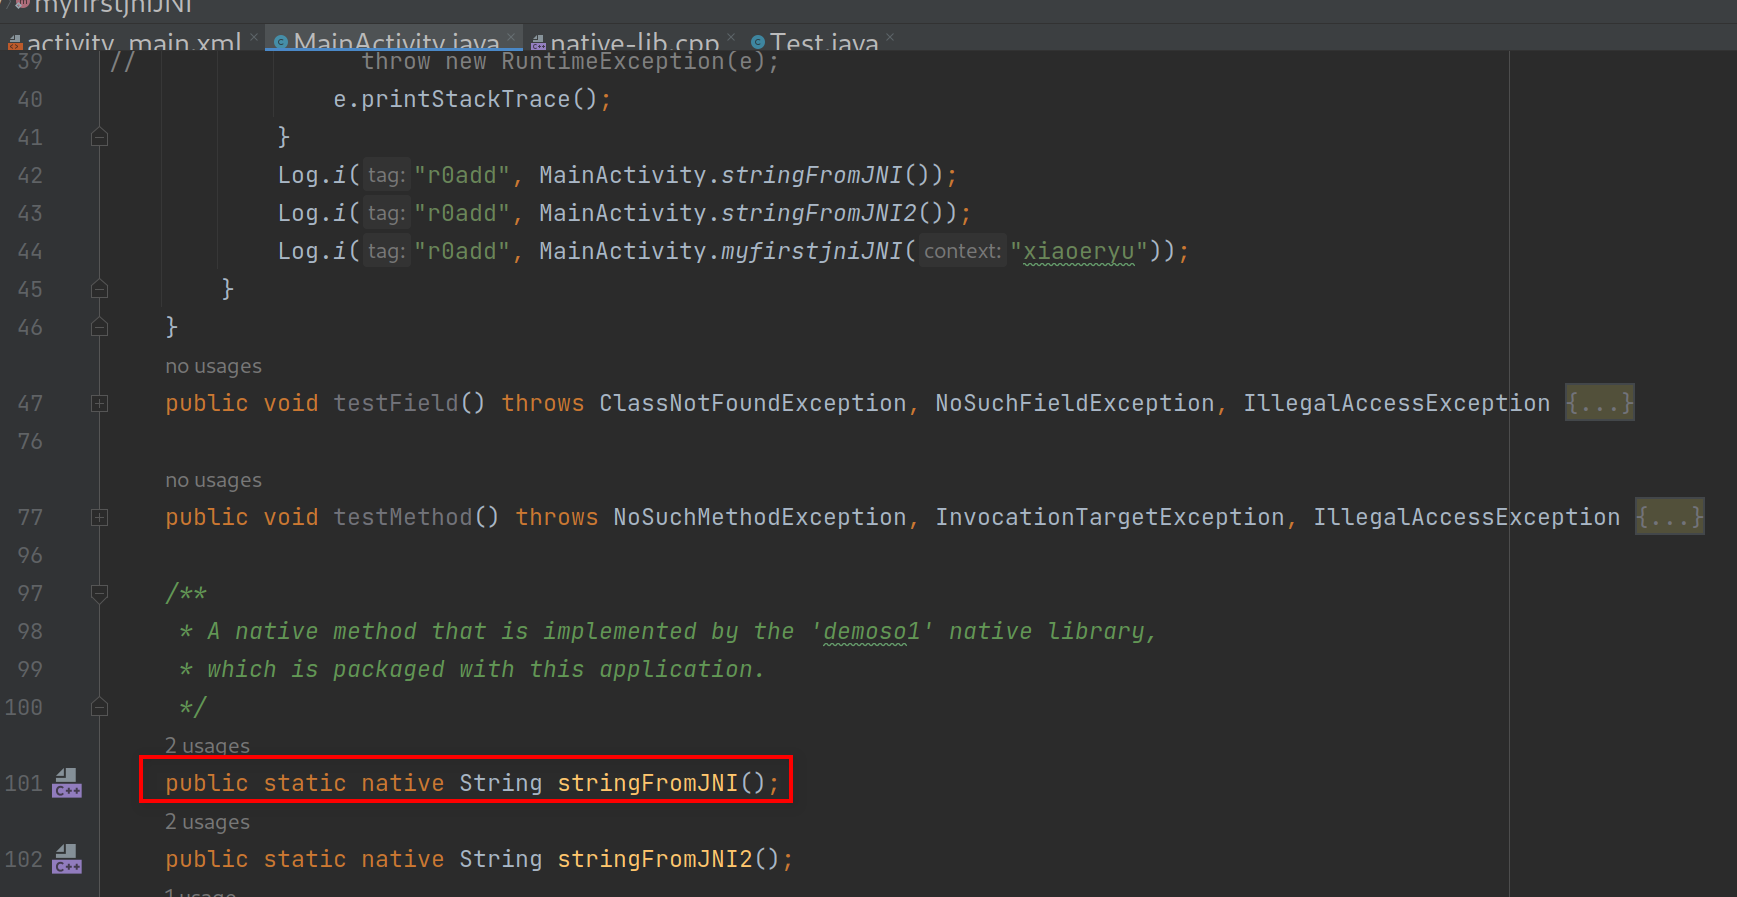 myfirstjniJNI
activity_main.xml MainActivity.java native-lib.cpp Test.java
39 // throw new RuntimeException(e);
40 e.printStackTrace();
41 }
42 Log.i( tag: "r0add", MainActivity.stringFromJNI());
43 Log.i( tag: "r0add", MainActivity.stringFromJNI2());
44 Log.i( tag: "r0add", MainActivity.myfirstjniJNI( context: "xiaoeryu"));
45 }
46 }
no usages
47 public void testField() throws ClassNotFoundException, NoSuchFieldException, IllegalAccessException {...}
76
no usages
77 public void testMethod() throws NoSuchMethodException, InvocationTargetException, IllegalAccessException {...}
96
97 /**
98 * A native method that is implemented by the 'demoso1' native library,
99 * which is packaged with this application.
100 */
2 usages
101 C++ public static native String stringFromJNI();
2 usages
102 C++ public static native String stringFromJNI2();
1 usage